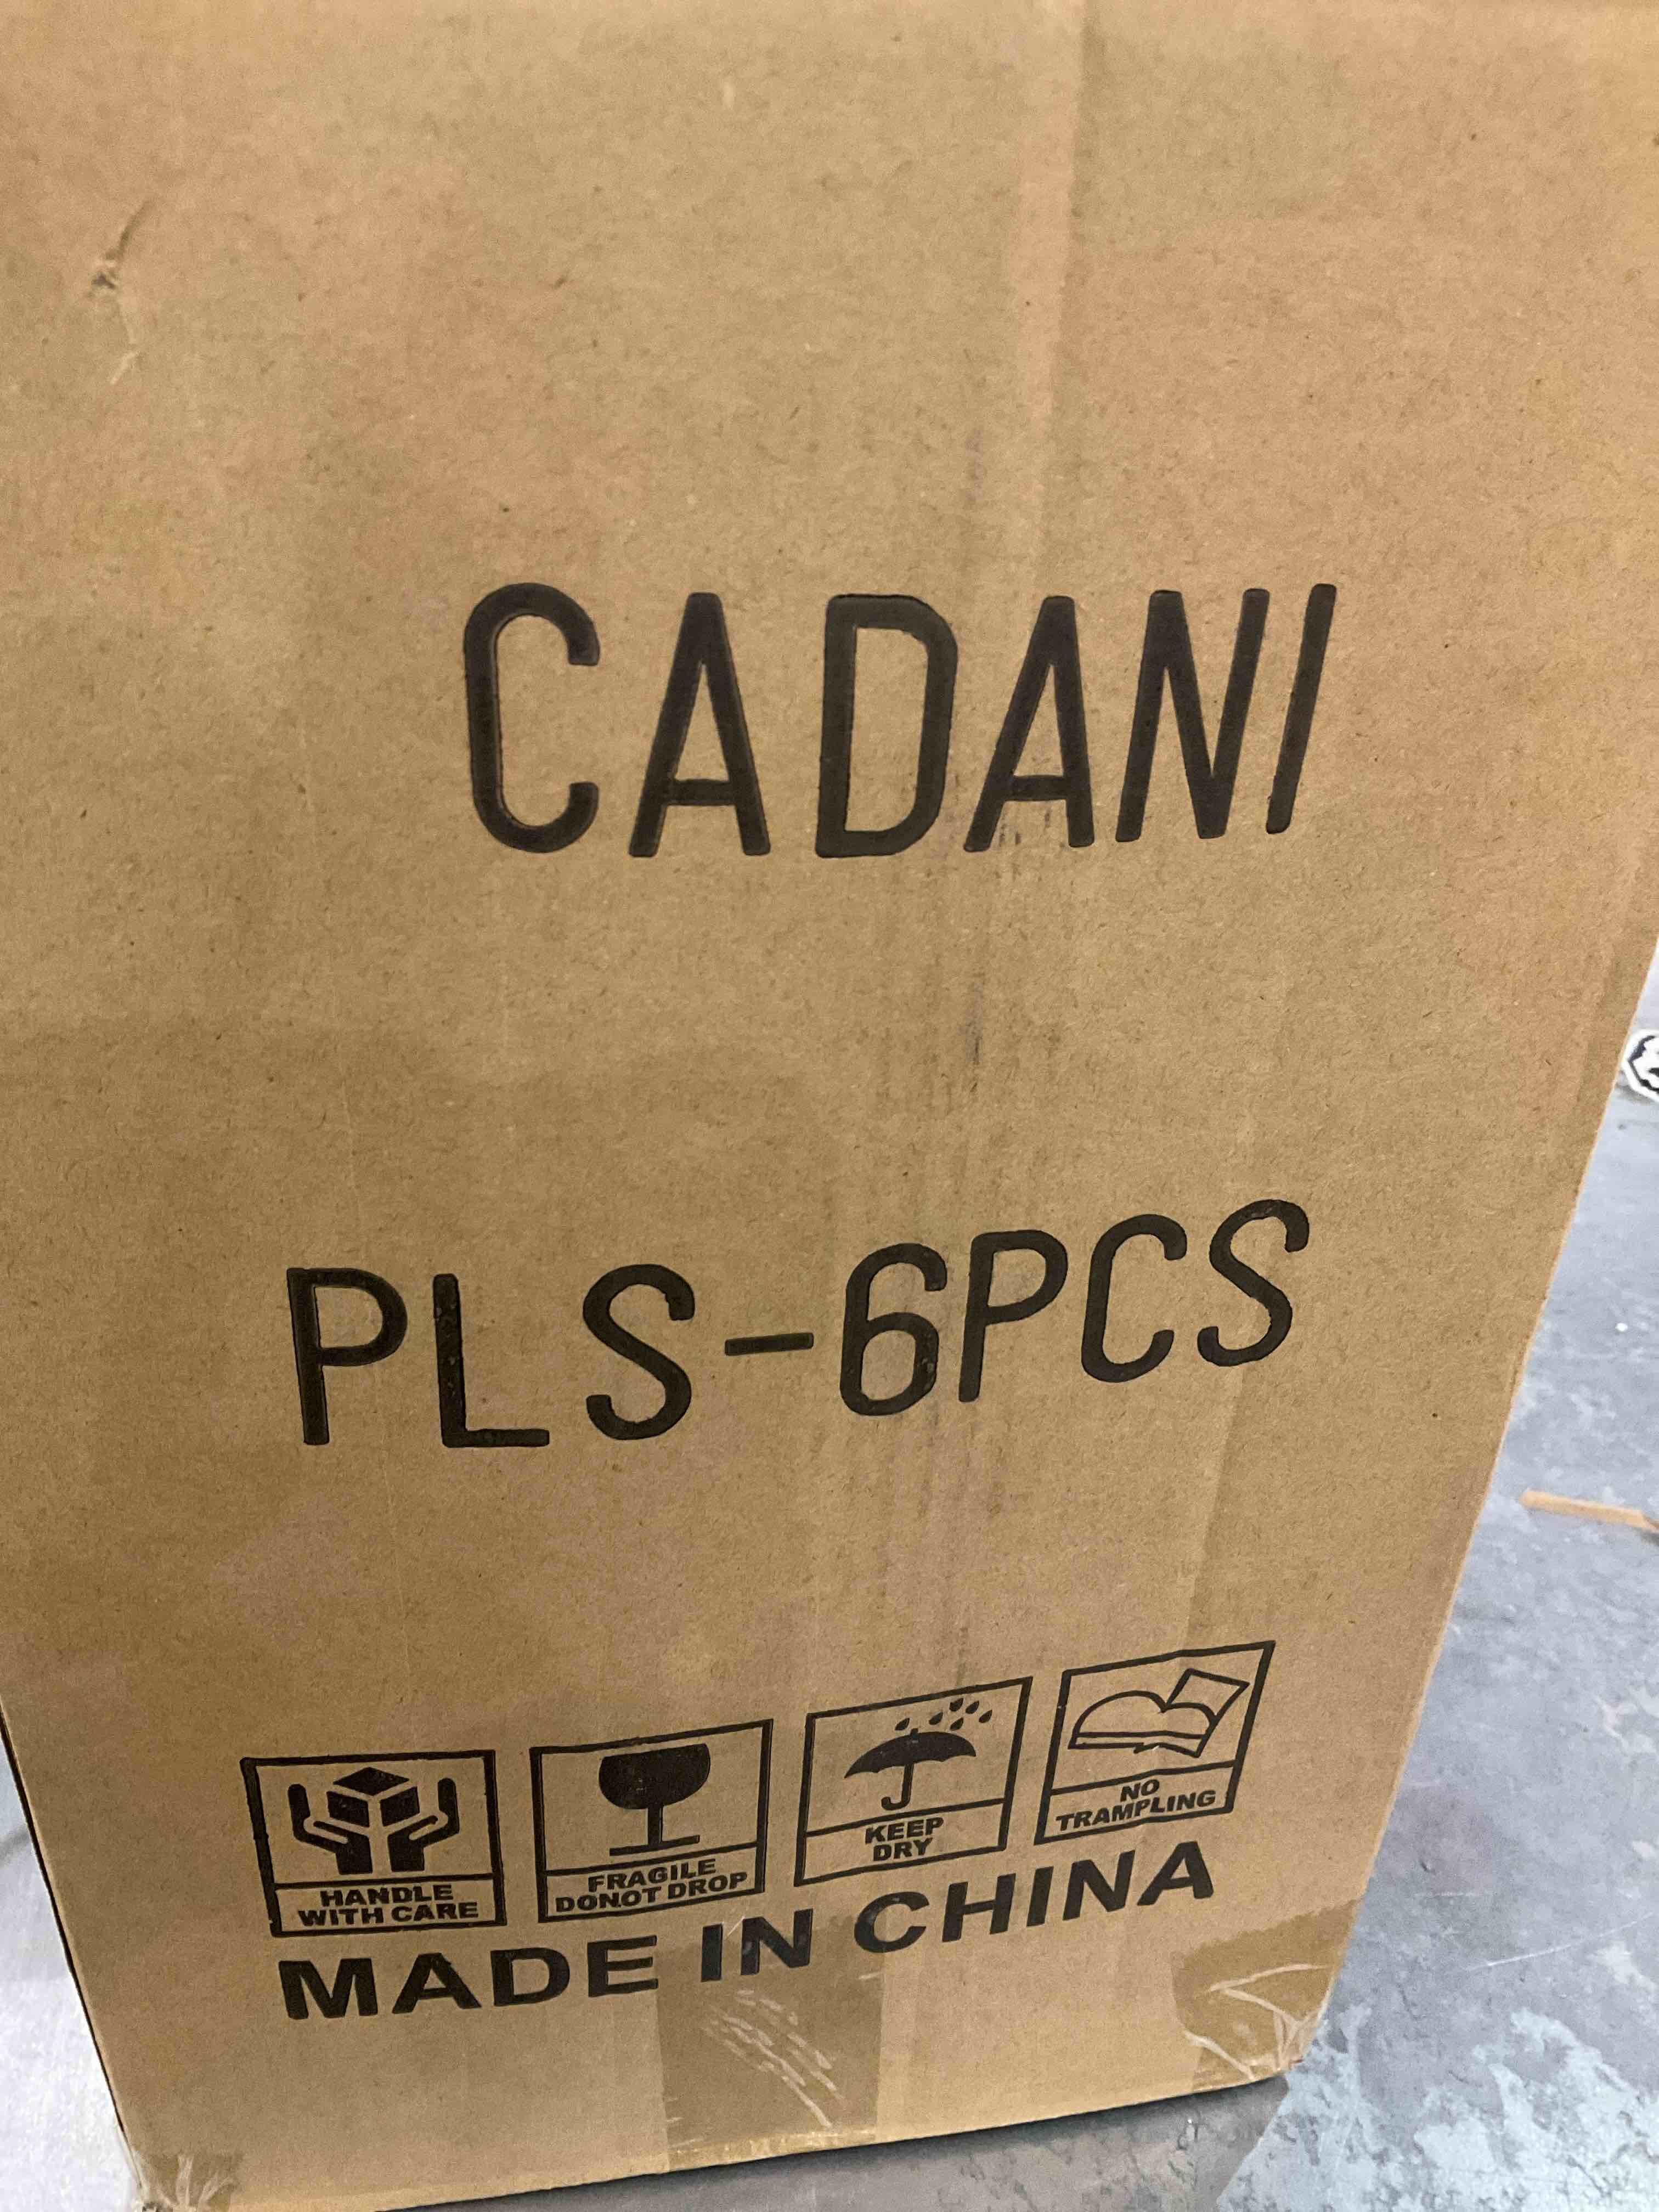 CADANI
PLS-6PCS
HANDLE
WITH CARE
FRAGILE
DONOT DROP
KEEP
DRY
NO
TRAMPLING
MADE IN CHINA